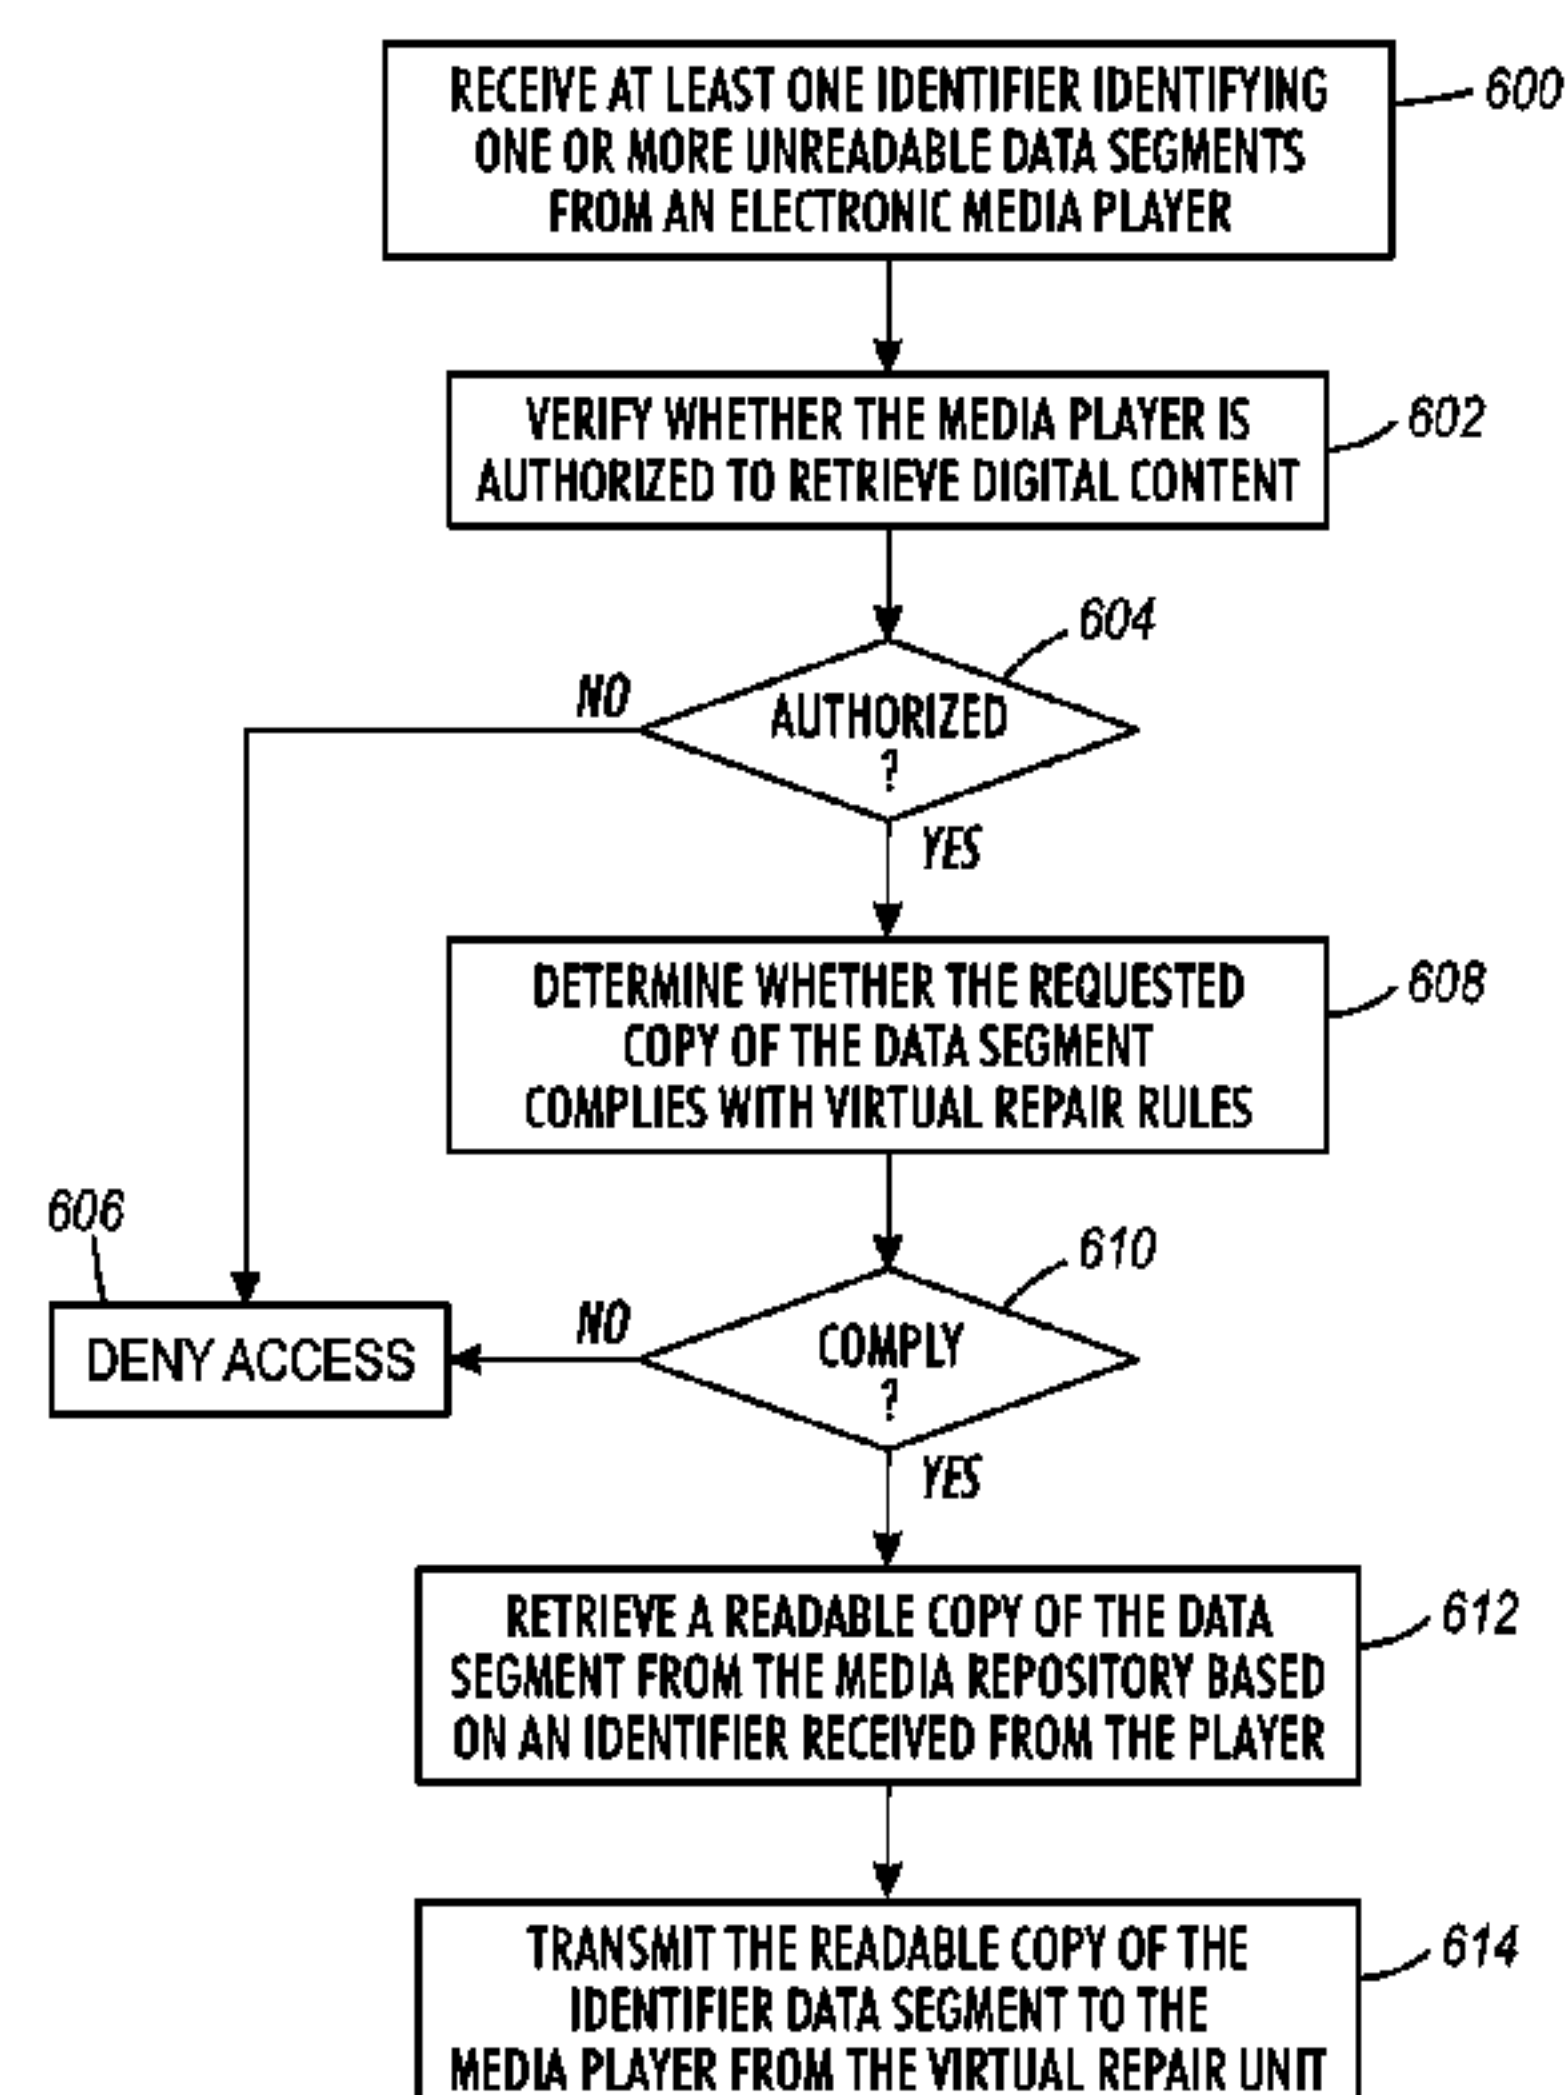 RECEIVE AT LEAST ONE IDENTIFIER IDENTIFYING
ONE OR MORE UNREADABLE DATA SEGMENTS
FROM AN ELECTRONIC MEDIA PLAYER
600
VERIFY WHETHER THE MEDIA PLAYER IS
AUTHORIZED TO RETRIEVE DIGITAL CONTENT
602
604
AUTHORIZED
?
NO
YES
DETERMINE WHETHER THE REQUESTED
COPY OF THE DATA SEGMENT
COMPLIES WITH VIRTUAL REPAIR RULES
608
606
DENY ACCESS
610
NO
COMPLY
?
YES
RETRIEVE A READABLE COPY OF THE DATA
SEGMENT FROM THE MEDIA REPOSITORY BASED
ON AN IDENTIFIER RECEIVED FROM THE PLAYER
612
TRANSMIT THE READABLE COPY OF THE
IDENTIFIER DATA SEGMENT TO THE
MEDIA PLAYER FROM THE VIRTUAL REPAIR UNIT
614